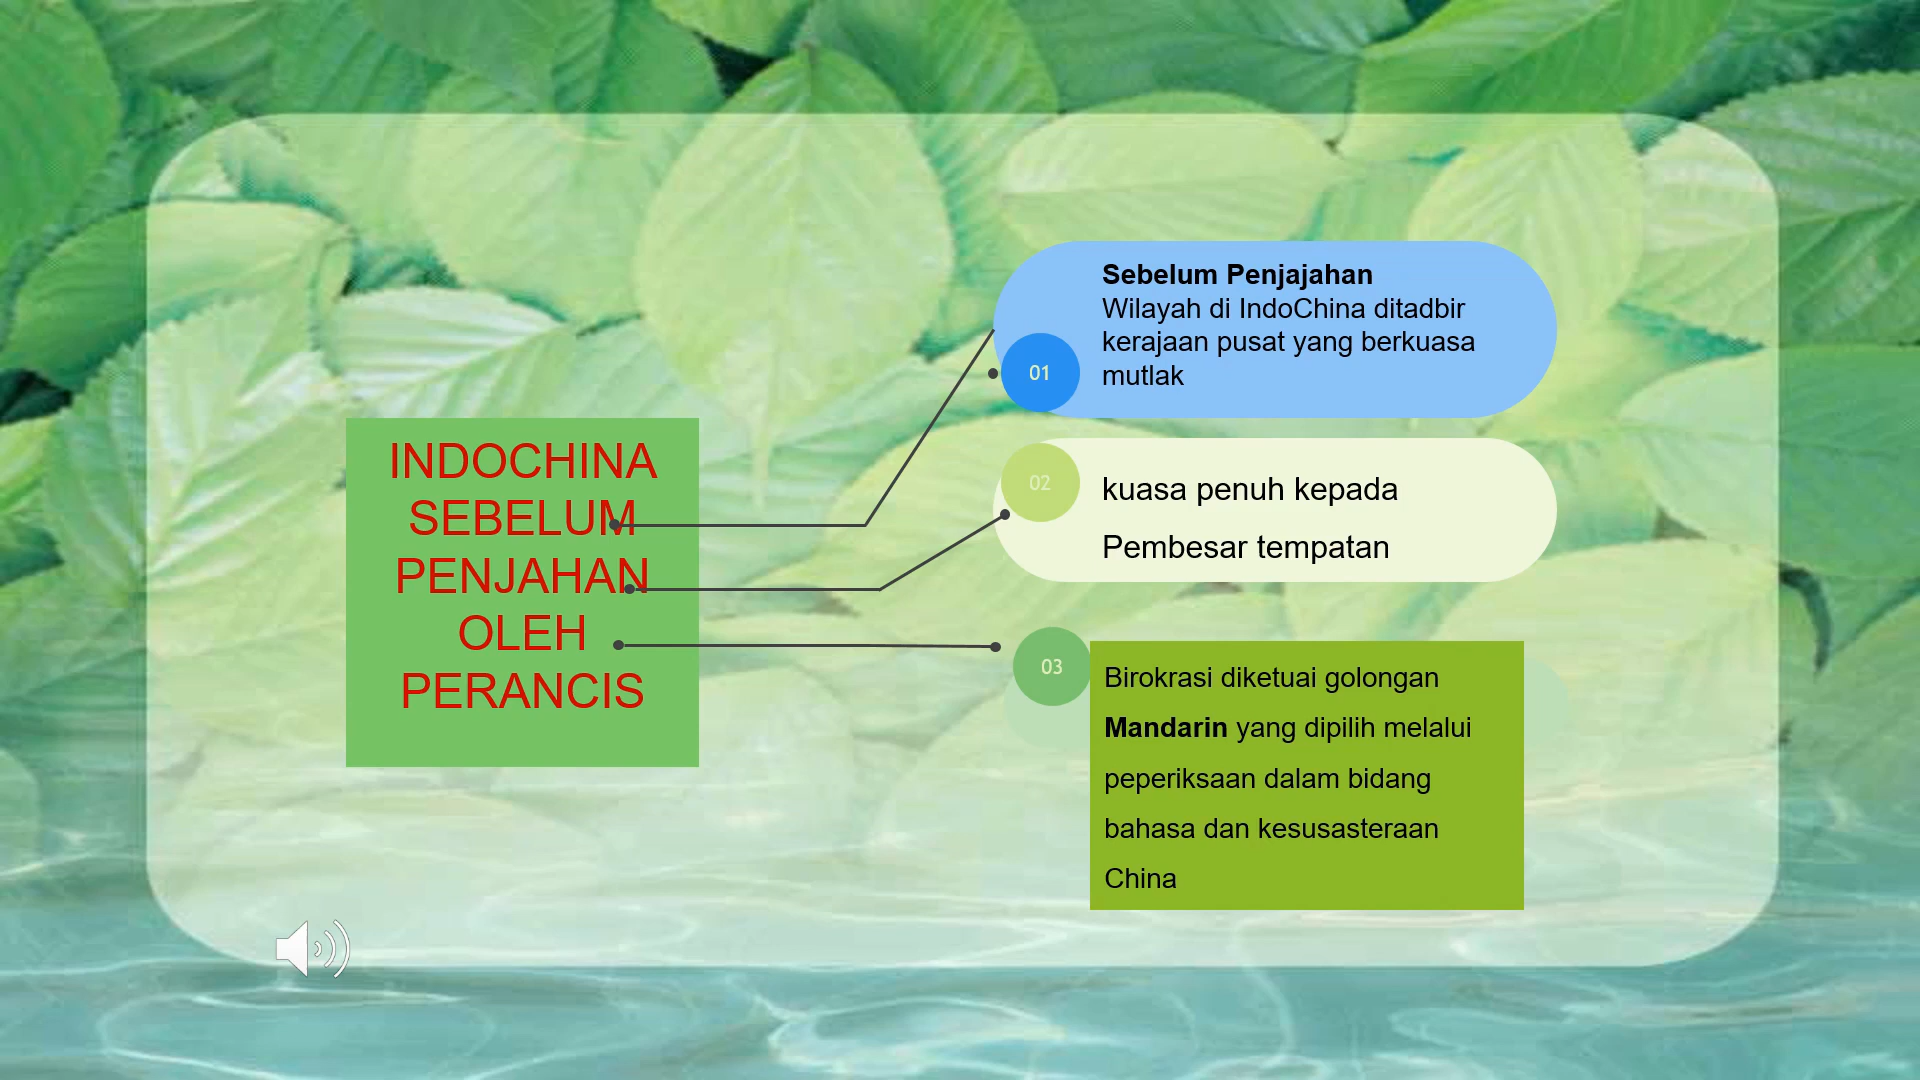 INDOCHINA
SEBELUM
PENJAHAN
OLEH
PERANCIS
01
Sebelum Penjajahan
Wilayah di IndoChina ditadbir
kerajaan pusat yang berkuasa
mutlak
02
kuasa penuh kepada
Pembesar tempatan
03
Birokrasi diketuai golongan
Mandarin yang dipilih melalui
peperiksaan dalam bidang
bahasa dan kesusasteraan
China